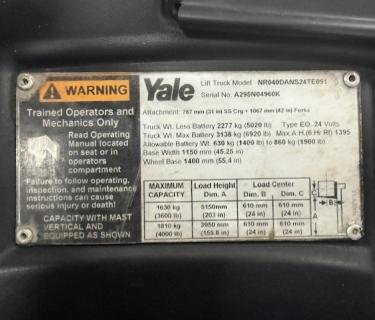 WARNING
Trained Operators and
Mechanics Only
Read Operating
Manual located
on seat or in
operators
compartment
Failure to follow operating,
inspection, and maintenance
instructions can cause
serious injury or death!
CAPACITY WITH MAST
VERTICAL AND
EQUIPPED AS SHOWN
Yale
Lift Truck Model NR040DANS24TE091
Serial No. A295N04960K
Attachment: 787 mm (31 in) SS Crg + 1067 mm (42 in) Forks
Truck Wt. Less Battery 2277 kg (5020 lb) Type EO. 24 Volts
Truck Wt. Max Battery 3138 kg (6920 lb) Max A.H.(6 Hr Rt) 1395
Allowable Battery Wt. 630 kg (1400 lb) to 860 kg (1900 lb)
Base Width 1150 mm (45.25 in)
Wheel Base 1400 mm (55.4 in)
MAXIMUM CAPACITY Load Height Dim. A Load Center Dim. B Dim. C
1630 kg (3600 lb) 5150mm (203 in) 610 mm (24 in) 610 mm (24 in)
1810 kg (4000 lb) 3950 mm (155.8 in) 610 mm (24 in) 610 mm (24 in)
C
B
A